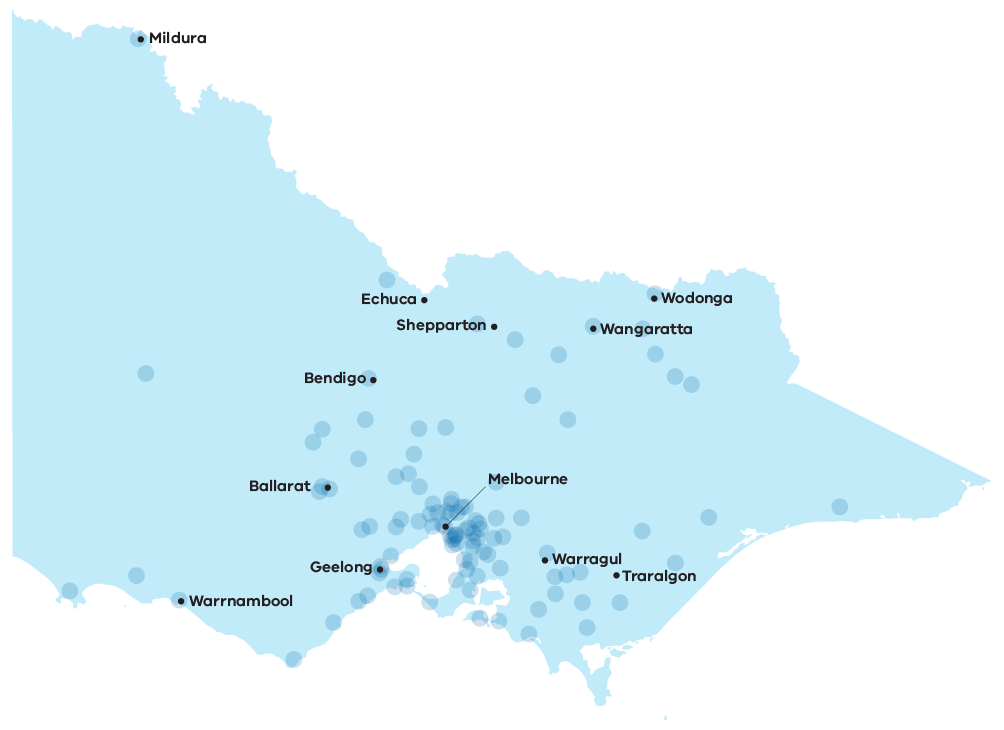 Mildura
Echuca
Wodonga
Shepparton
Wangaratta
Bendigo
Melbourne
Ballarat
Warragul
Geelong
Traralgon
Warrnambool